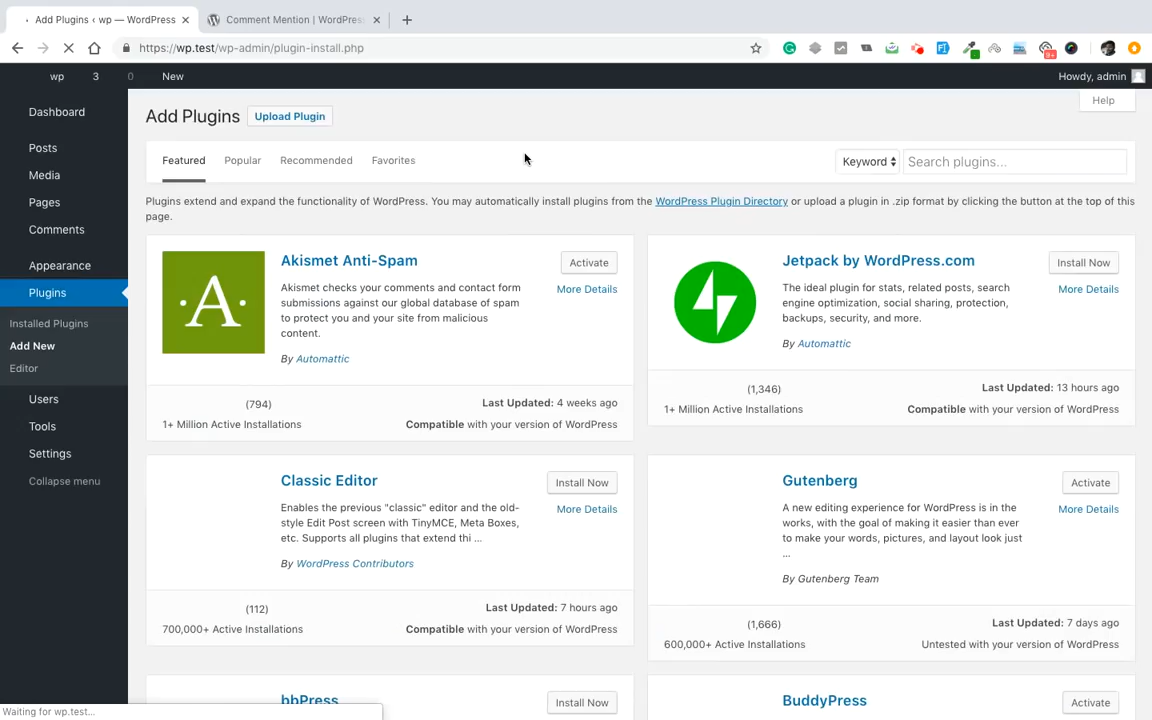 Add Plugins ‹ wp — WordPress
Comment Mention | WordPress
https://wp.test/wp-admin/plugin-install.php
wp 3 0 New
Howdy, admin
Dashboard
Posts
Media
Pages
Comments
Appearance
Plugins
Installed Plugins
Add New
Editor
Users
Tools
Settings
Collapse menu
Help
Add Plugins Upload Plugin
Featured Popular Recommended Favorites
Keyword Search plugins...
Plugins extend and expand the functionality of WordPress. You may automatically install plugins from the WordPress Plugin Directory or upload a plugin in .zip format by clicking the button at the top of this
page.
A
Akismet Anti-Spam
Activate
More Details
Akismet checks your comments and contact form
submissions against our global database of spam
to protect you and your site from malicious
content.
By Automattic
(794)
1+ Million Active Installations
Last Updated: 4 weeks ago
Compatible with your version of WordPress
Jetpack by WordPress.com
Install Now
More Details
The ideal plugin for stats, related posts, search
engine optimization, social sharing, protection,
backups, security, and more.
By Automattic
(1,346)
1+ Million Active Installations
Last Updated: 13 hours ago
Compatible with your version of WordPress
Classic Editor
Install Now
More Details
Enables the previous "classic" editor and the old-
style Edit Post screen with TinyMCE, Meta Boxes,
etc. Supports all plugins that extend thi ...
By WordPress Contributors
(112)
700,000+ Active Installations
Last Updated: 7 hours ago
Compatible with your version of WordPress
Gutenberg
Activate
More Details
A new editing experience for WordPress is in the
works, with the goal of making it easier than ever
to make your words, pictures, and layout look just
...
By Gutenberg Team
(1,666)
600,000+ Active Installations
Last Updated: 7 days ago
Untested with your version of WordPress
bbPress
Install Now
BuddyPress
Activate
Waiting for wp.test...